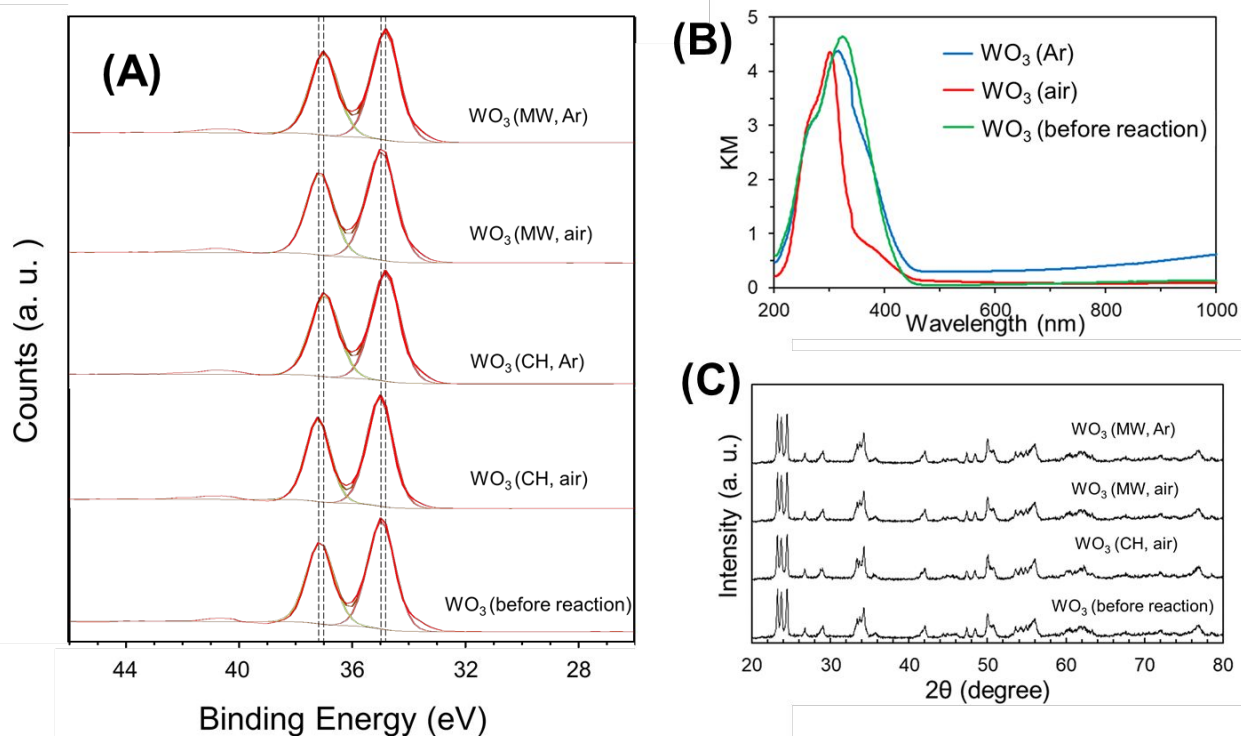 (A)
WO₃ (MW, Ar)
WO₃ (MW, air)
WO₃ (CH, Ar)
WO₃ (CH, air)
WO₃ (before reaction)
Counts (a. u. )
44 40 36 32 28
Binding Energy (eV)
(B)
5
4
3
2
1
0
KM
WO₃ (Ar)
WO₃ (air)
WO₃ (before reaction)
200 400 600 800 1000
Wavelength (nm)
(C)
WO₃ (MW, Ar)
WO₃ (MW, air)
WO₃ (CH, air)
WO₃ (before reaction)
Intensity (a. u.)
20 30 40 50 60 70 80
2θ (degree)